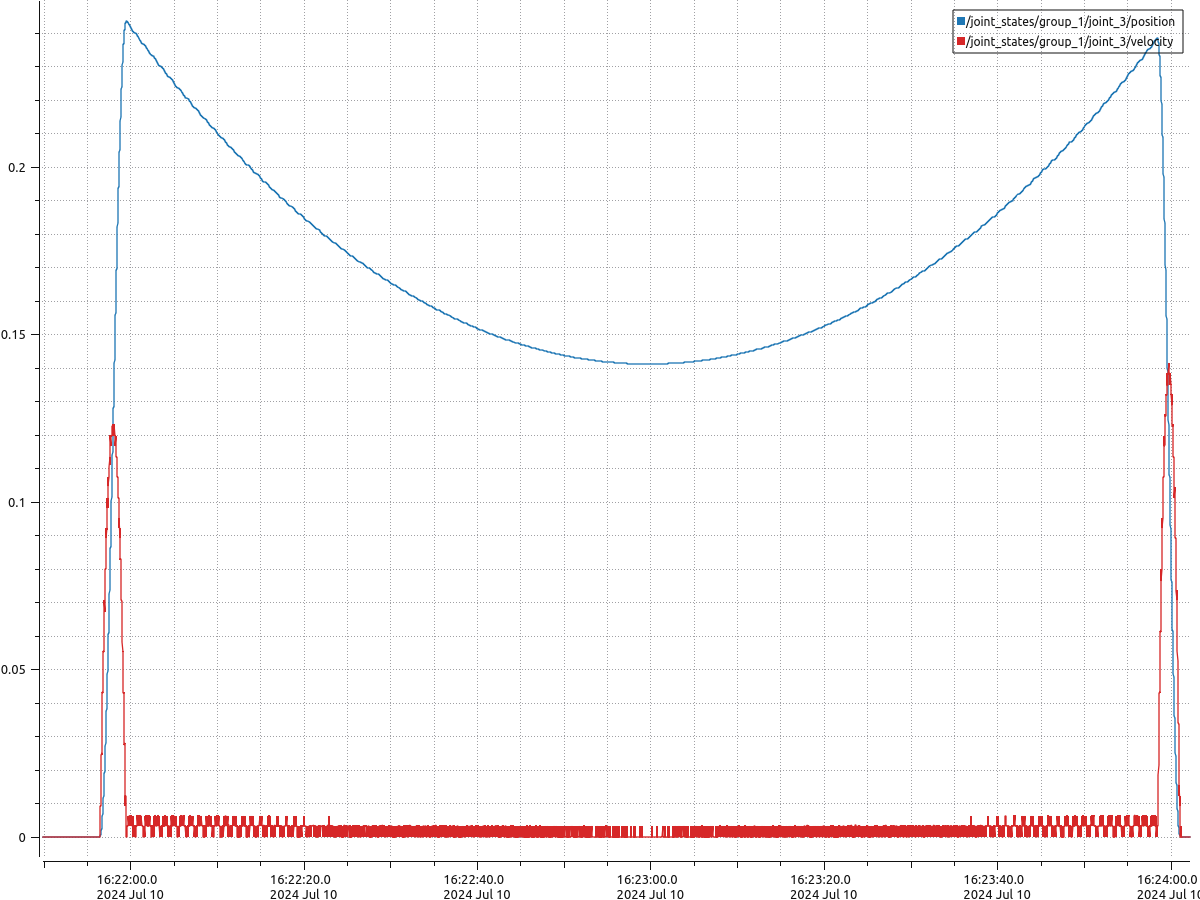 /joint_states/group_1/joint_3/position
/joint_states/group_1/joint_3/velocity
0.2
0.15
0.1
0.05
0
16:22:00.0 16:22:20.0 16:22:40.0 16:23:00.0 16:23:20.0 16:23:40.0 16:24:00.0
2024 Jul 10 2024 Jul 10 2024 Jul 10 2024 Jul 10 2024 Jul 10 2024 Jul 10 2024 Jul 10